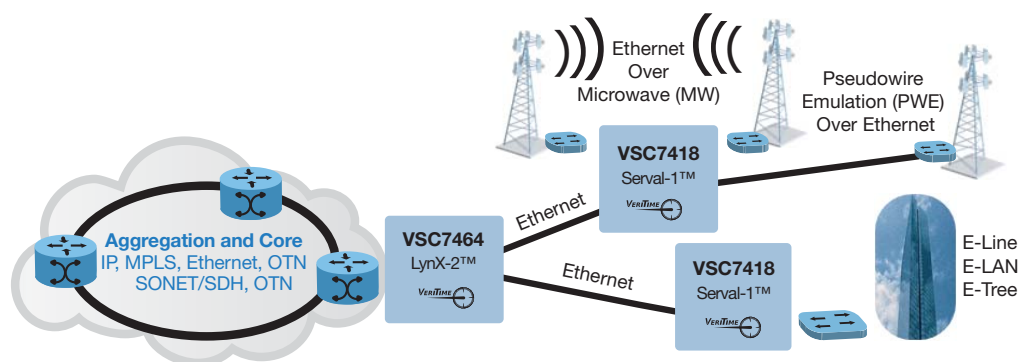 Ethernet
Over
Microwave (MW)
Pseudowire
Emulation (PWE)
Over Ethernet
VSC7418
Serval-1™
VERITIME
Ethernet
Aggregation and Core
IP, MPLS, Ethernet, OTN
SONET/SDH, OTN
VSC7464
LynX-2™
VERITIME
Ethernet
VSC7418
Serval-1™
VERITIME
E-Line
E-LAN
E-Tree